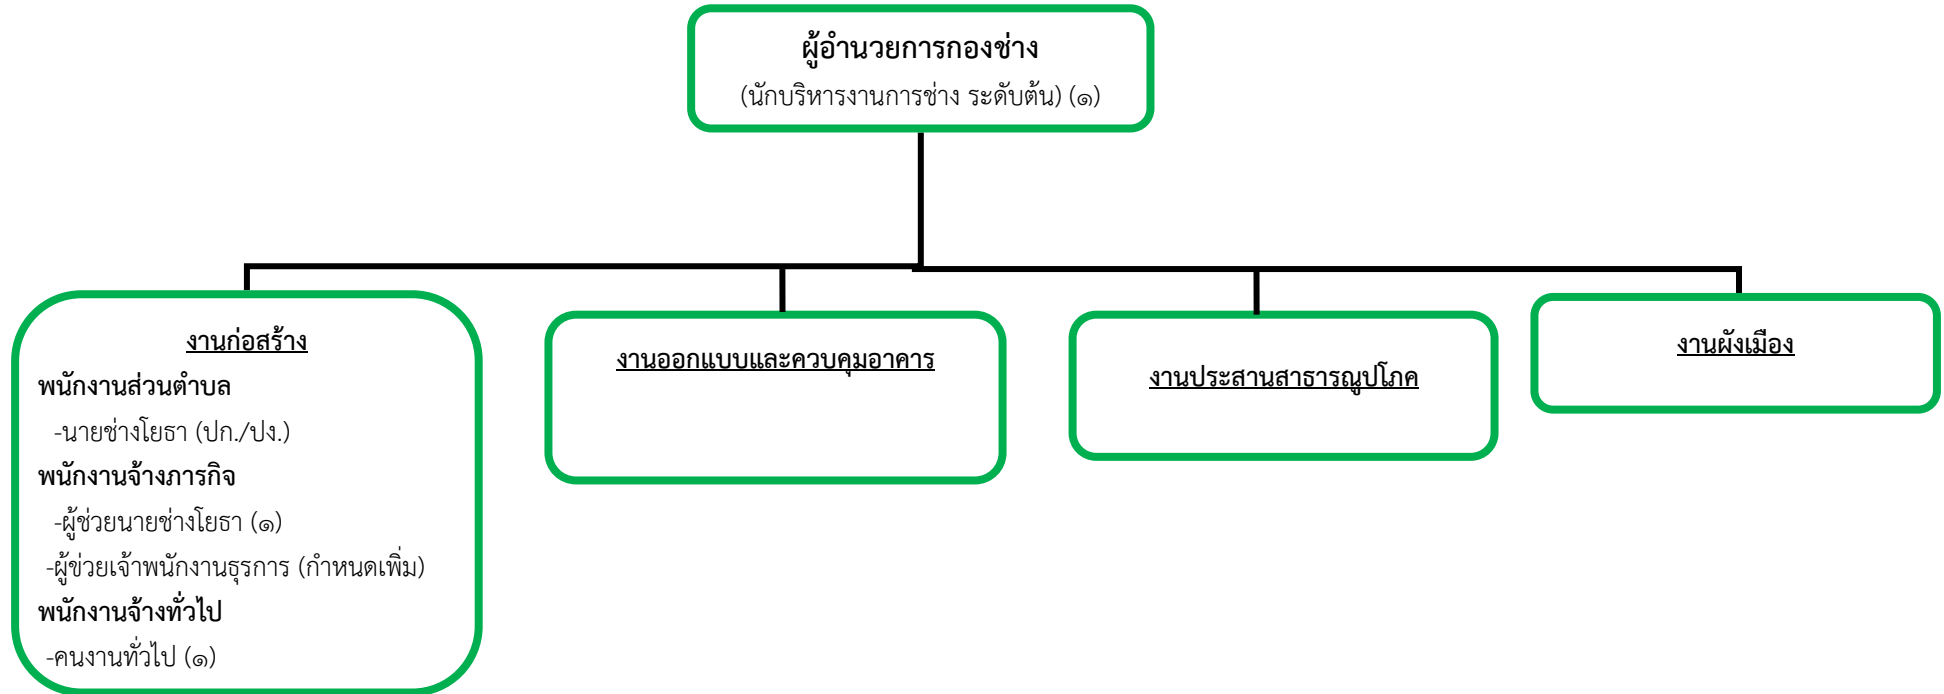 ผู้อำนวยการกองช่าง
(นักบริหารงานการช่าง ระดับต้น) (๑)
งานก่อสร้าง
พนักงานส่วนตำบล
-นายช่างโยธา (ปก./ปง.)
พนักงานจ้างภารกิจ
-ผู้ช่วยนายช่างโยธา (๑)
-ผู้ข่วยเจ้าพนักงานธุรการ (กำหนดเพิ่ม)
พนักงานจ้างทั่วไป
-คนงานทั่วไป (๑)
งานออกแบบและควบคุมอาคาร
งานประสานสาธารณูปโภค
งานผังเมือง